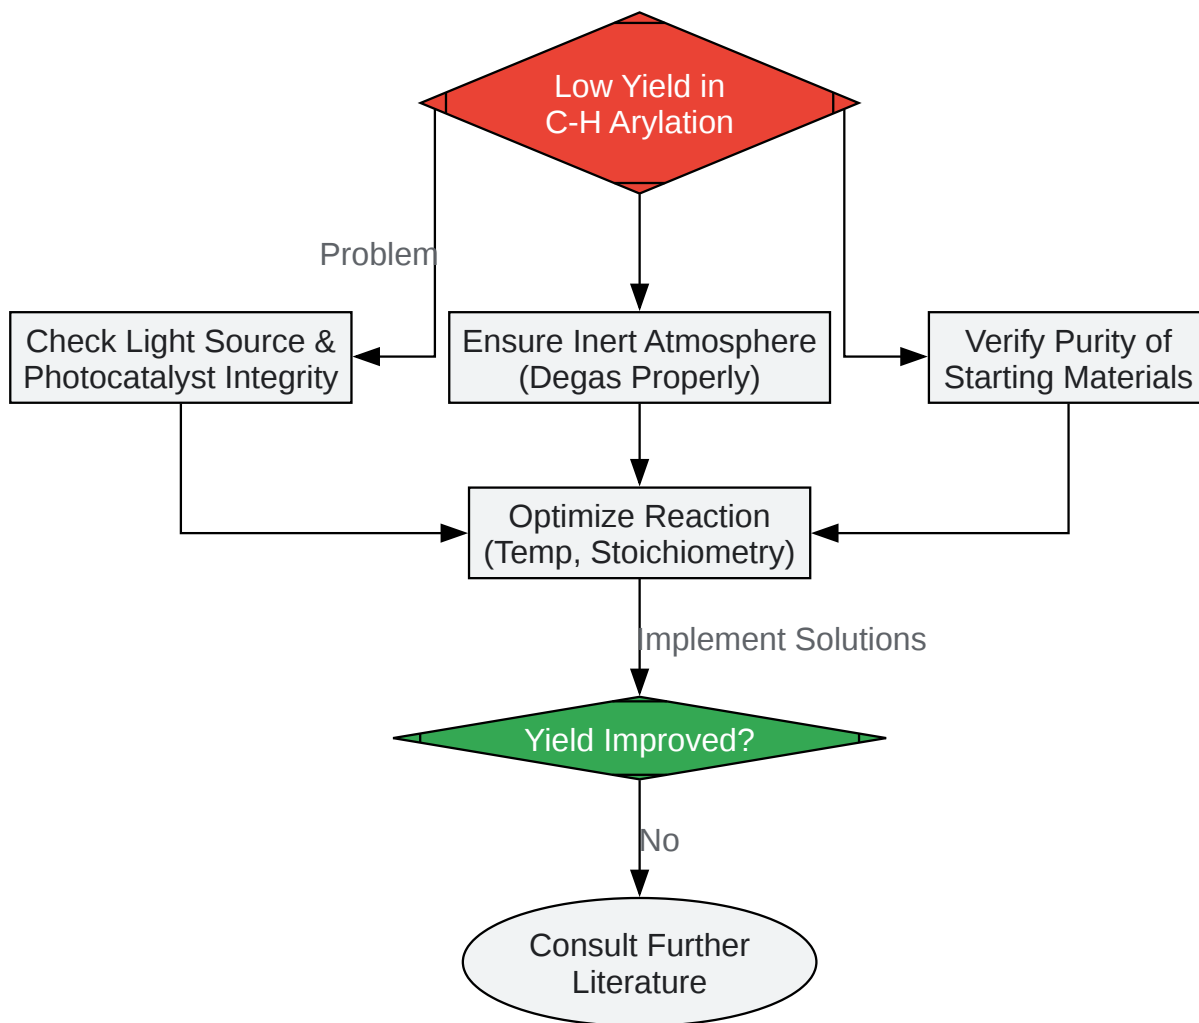 Low Yield in
C-H Arylation
Problem
Check Light Source &
Photocatalyst Integrity
Ensure Inert Atmosphere
(Degas Properly)
Verify Purity of
Starting Materials
Optimize Reaction
(Temp, Stoichiometry)
Implement Solutions
Yield Improved?
No
Consult Further
Literature